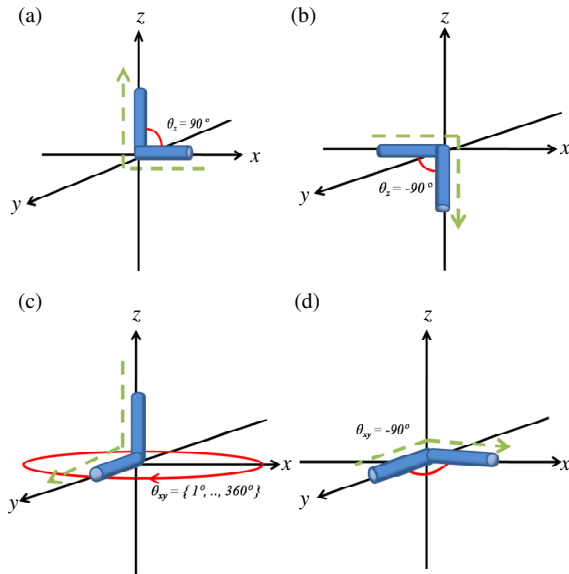 (a)
z
θz = 90º
x
y
(b)
z
x
θz = -90º
y
(c)
z
x
y
θxy = { 1º, .., 360º }
(d)
z
θxy = -90º
x
y